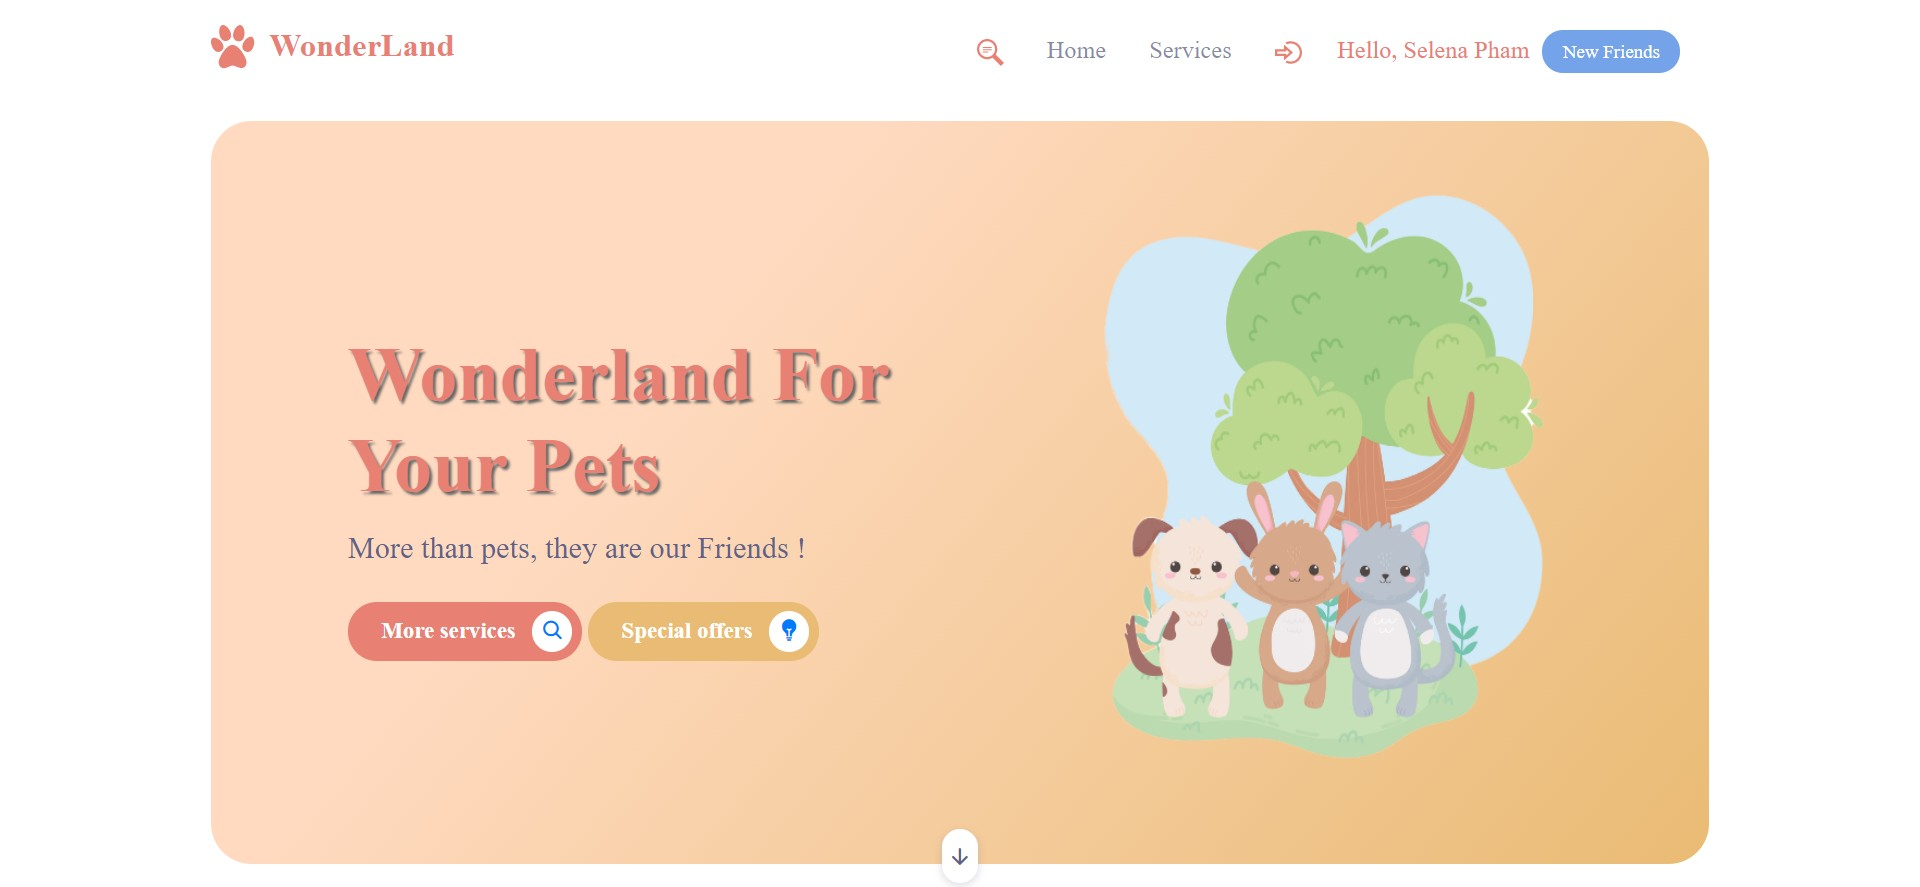 WonderLand
Home
Services
Hello, Selena Pham
New Friends
Wonderland For
Your Pets
More than pets, they are our Friends !
More services
Special offers